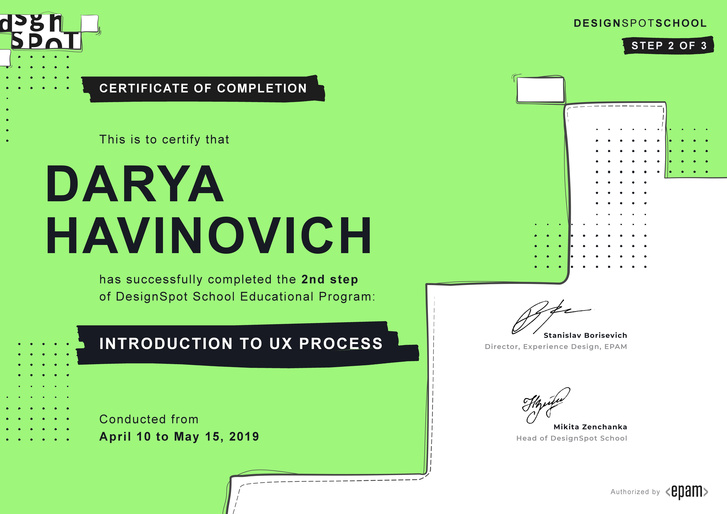 dsgn
SPOT
DESIGNSPOTSCHOOL
STEP 2 OF 3
CERTIFICATE OF COMPLETION
This is to certify that
DARYA
HAVINOVICH
has successfully completed the 2nd step
of DesignSpot School Educational Program:
INTRODUCTION TO UX PROCESS
Stanislav Borisevich
Director, Experience Design, EPAM
Conducted from
April 10 to May 15, 2019
Mikita Zenchanka
Head of DesignSpot School
Authorized by <epam>